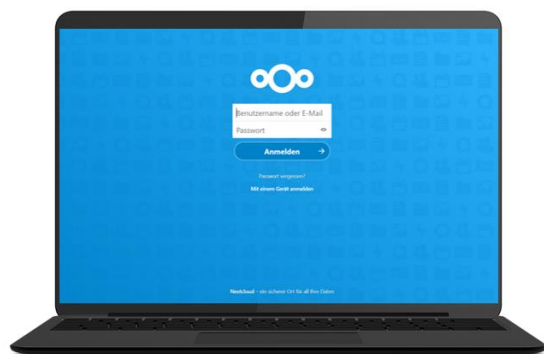 Benutzername oder E-Mail
Passwort
Anmelden
Passwort vergessen?
Mit einem Gerät anmelden
Nextcloud – ein sicherer Ort für all Ihre Daten